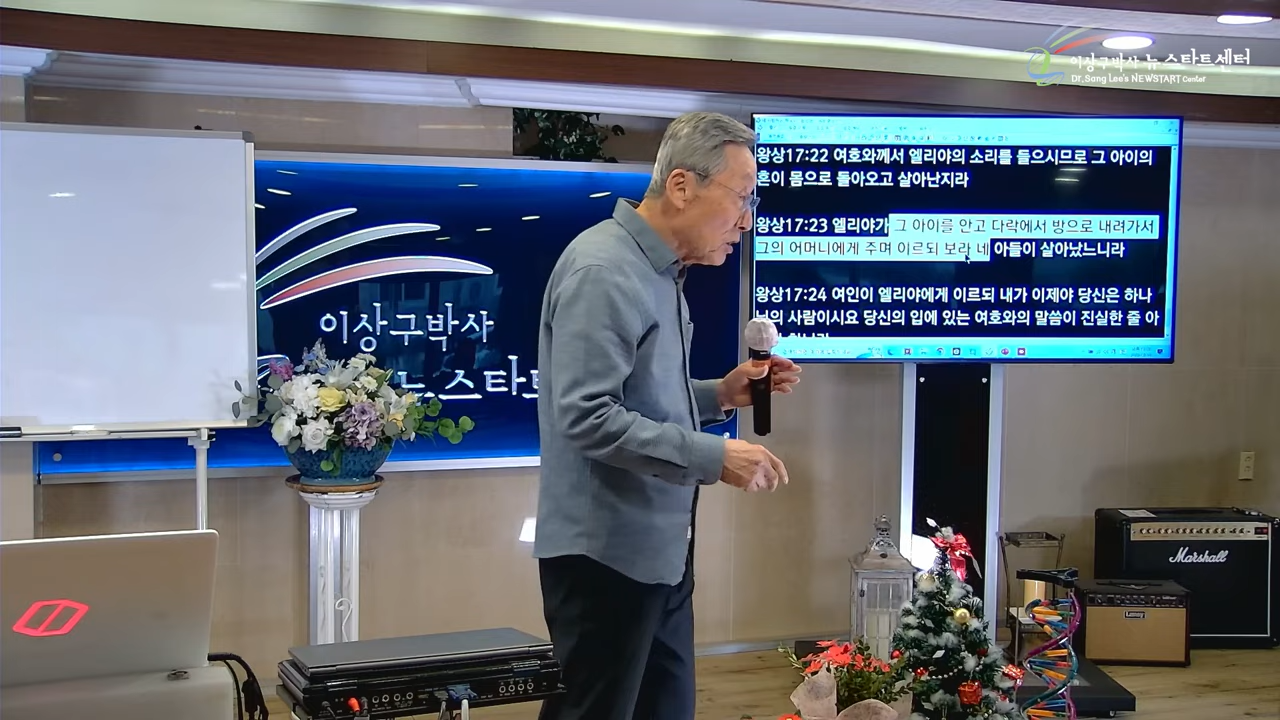 이상구박사 뉴스타트센터
Dr. Sang Lee's NEWSTART Center
왕상17:22 여호와께서 엘리야의 소리를 들으시므로 그 아이의
혼이 몸으로 돌아오고 살아난지라
왕상17:23 엘리야가 그 아이를 안고 다락에서 방으로 내려가서
그의 어머니에게 주며 이르되 보라 네 아들이 살아났느니라
왕상17:24 여인이 엘리야에게 이르되 내가 이제야 당신은 하나
님의 사람이시요 당신의 입에 있는 여호와의 말씀이 진실한 줄 아
이상구박사
뉴스타트
Marshall
Laney